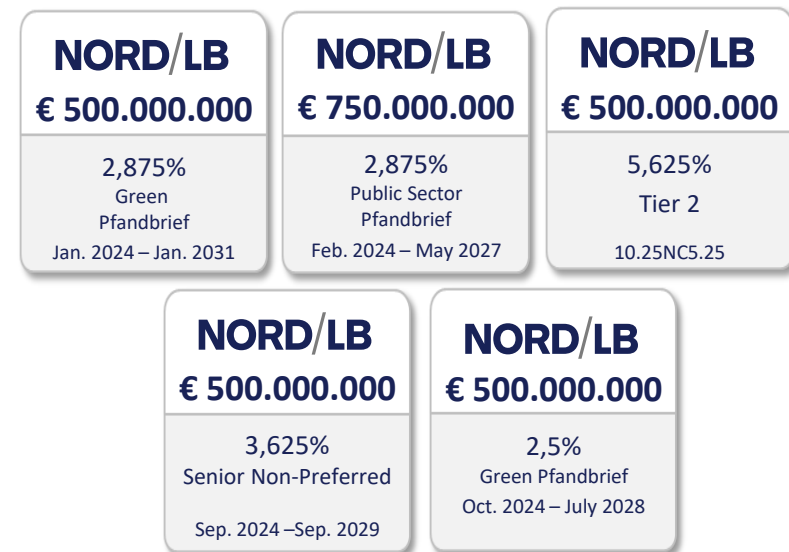 NORD/LB
€ 500.000.000
2,875%
Green
Pfandbrief
Jan. 2024 – Jan. 2031
NORD/LB
€ 750.000.000
2,875%
Public Sector
Pfandbrief
Feb. 2024 – May 2027
NORD/LB
€ 500.000.000
5,625%
Tier 2
10.25NC5.25
NORD/LB
€ 500.000.000
3,625%
Senior Non-Preferred
Sep. 2024 –Sep. 2029
NORD/LB
€ 500.000.000
2,5%
Green Pfandbrief
Oct. 2024 – July 2028